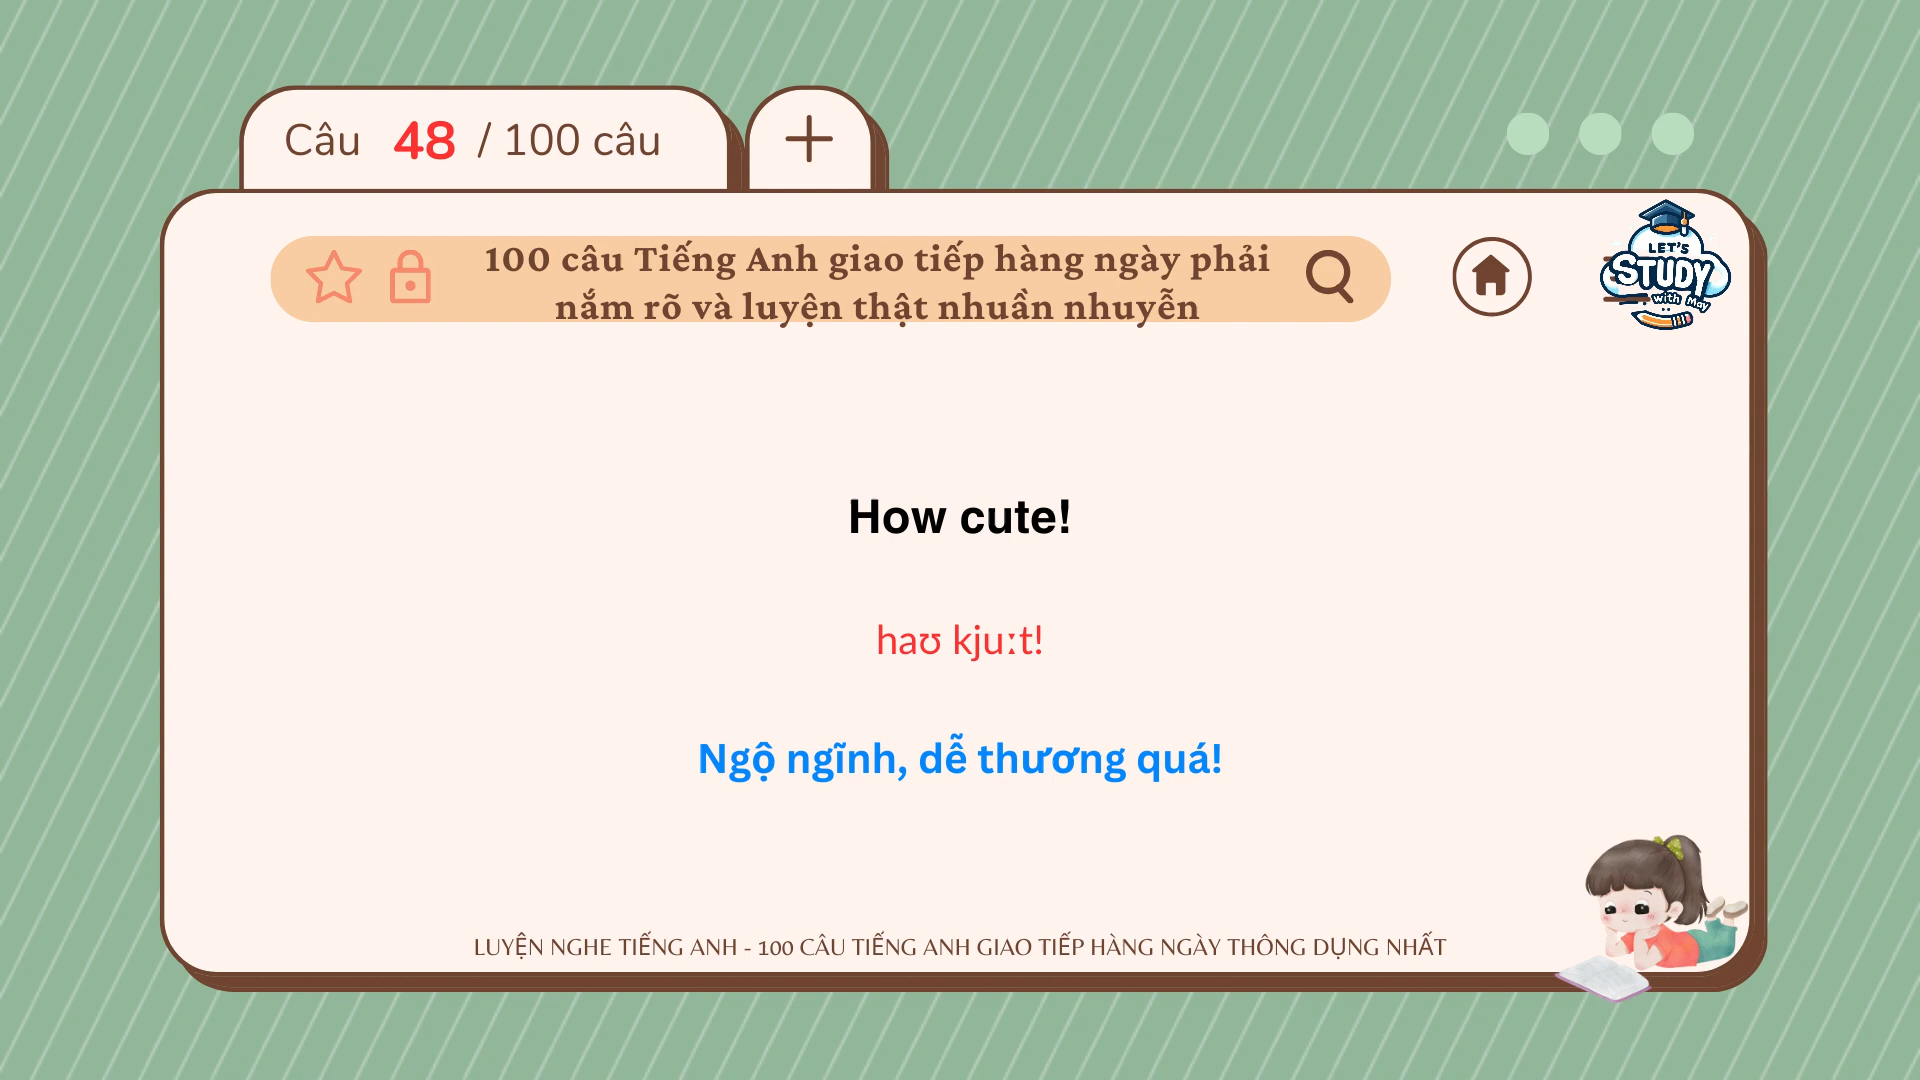 Câu 48 / 100 câu
100 câu Tiếng Anh giao tiếp hàng ngày phải
nắm rõ và luyện thật nhuần nhuyễn
LET'S
STUDY
with May
How cute!
haʊ kjuːt!
Ngộ ngĩnh, dễ thương quá!
LUYỆN NGHE TIẾNG ANH - 100 CÂU TIẾNG ANH GIAO TIẾP HÀNG NGÀY THÔNG DỤNG NHẤT